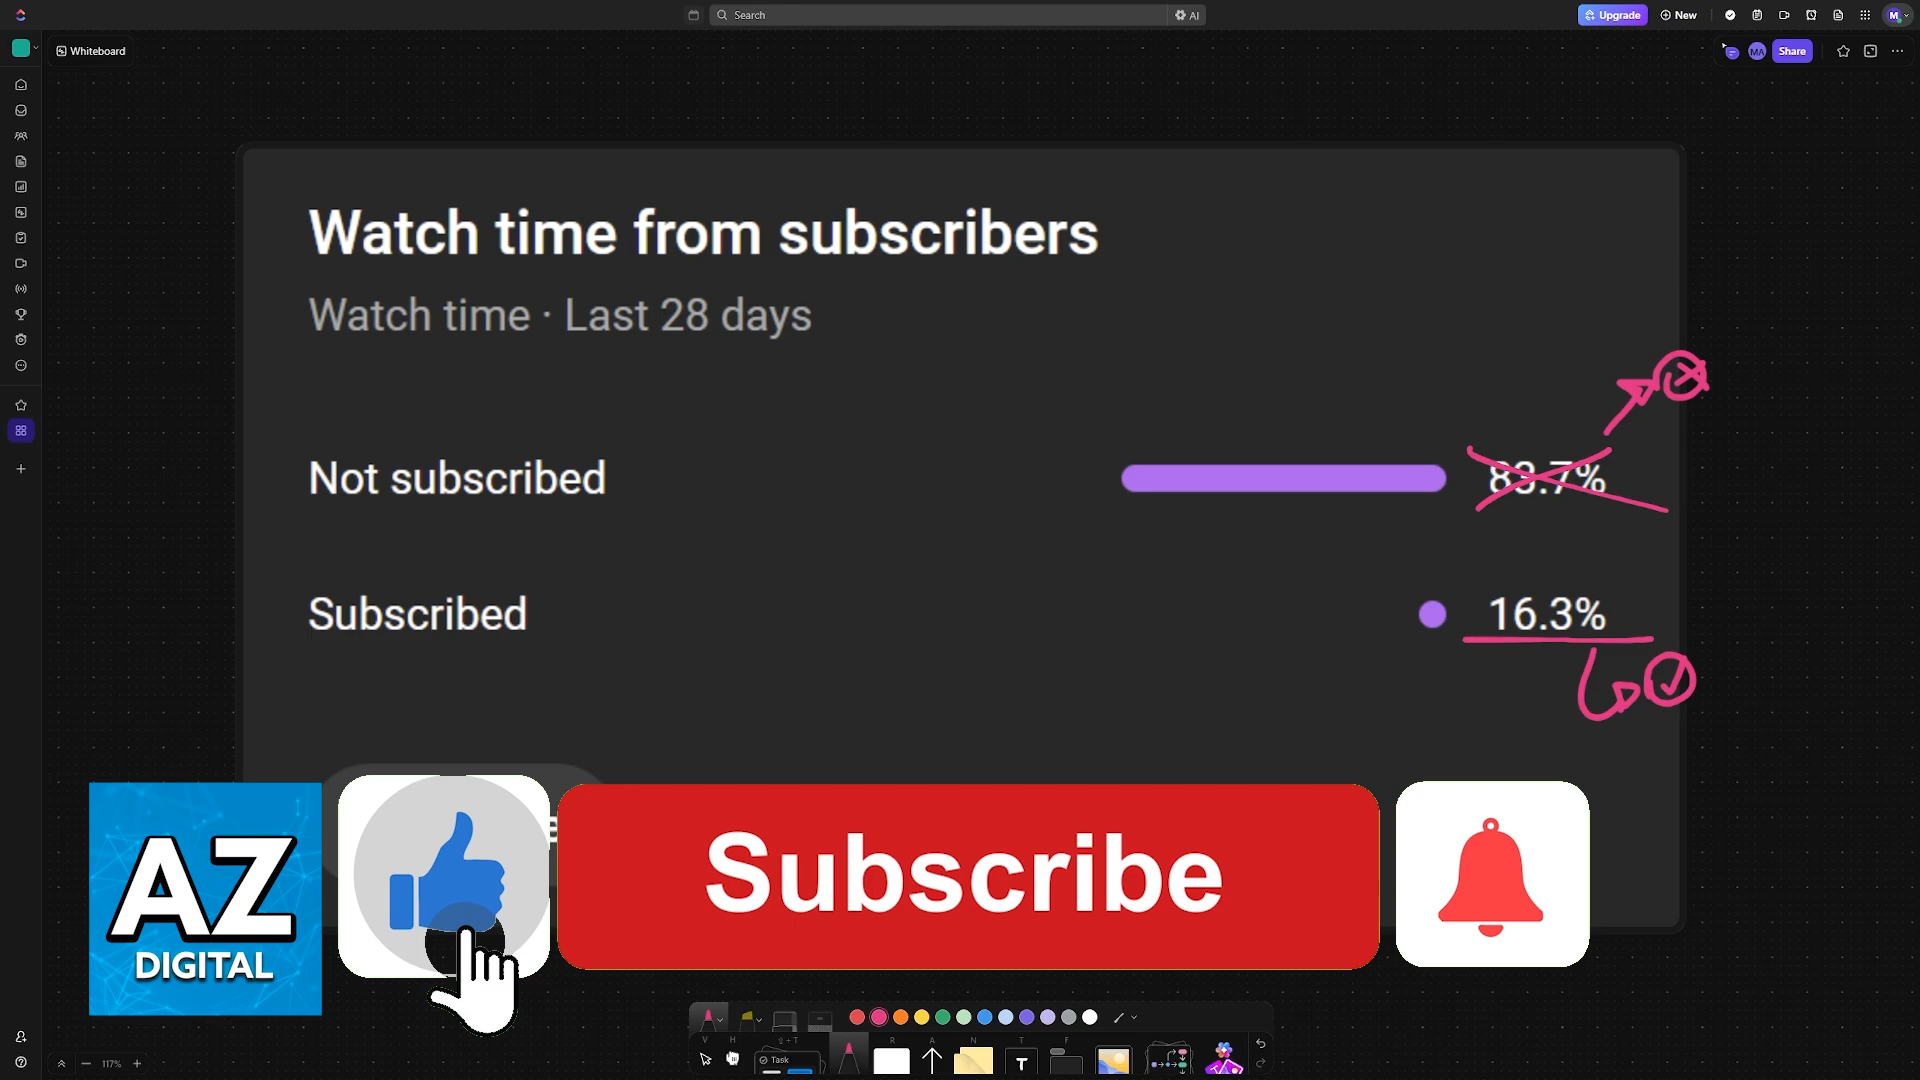 Search
AI
Upgrade
New
M
Whiteboard
MA
Share
Watch time from subscribers
Watch time · Last 28 days
Not subscribed
83.7%
Subscribed
16.3%
AZ
DIGITAL
e
Subscribe
V
H
⇧+T
R
A
N
T
F
Task
T
117%